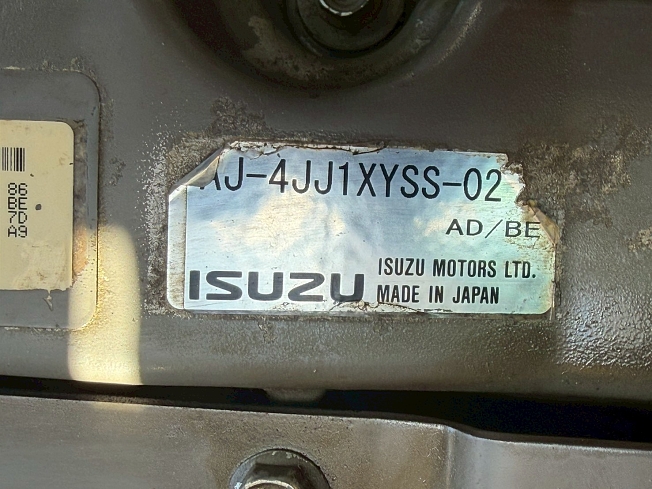 86
BE
7D
A9
AJ-4JJ1XYSS-02
AD/BE
ISUZU
ISUZU MOTORS LTD.
MADE IN JAPAN